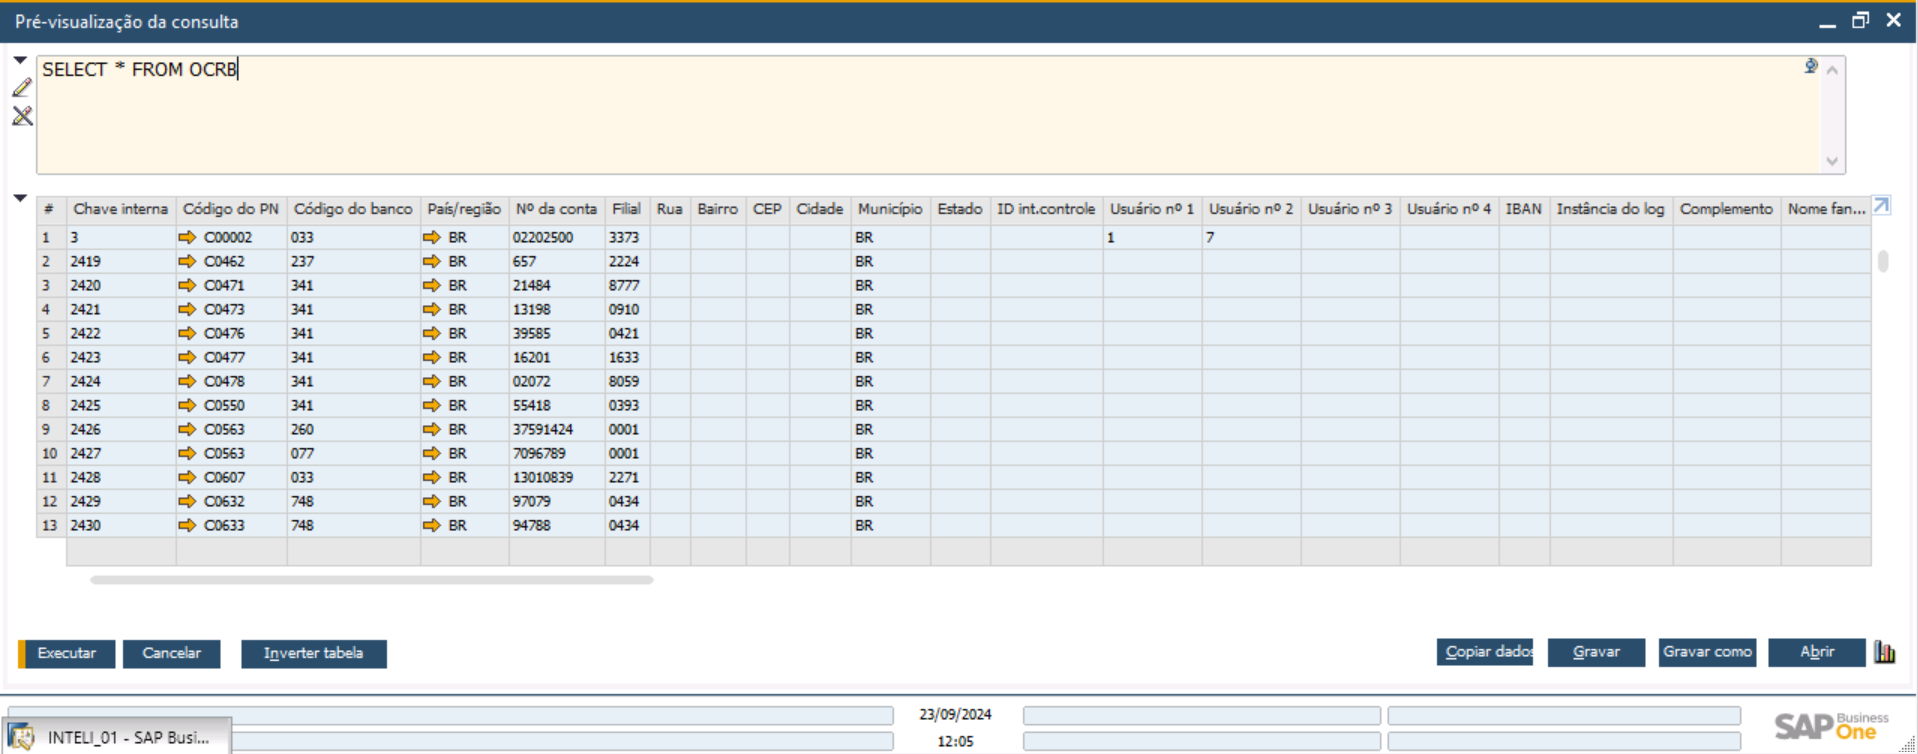 Pré-visualização da consulta
SELECT * FROM OCRB
# Chave interna Código do PN Código do banco País/região Nº da conta Filial Rua Bairro CEP Cidade Município Estado ID int.controle Usuário nº 1 Usuário nº 2 Usuário nº 3 Usuário nº 4 IBAN Instância do log Complemento Nome fan...
1 3 C00002 033 BR 02202500 3373 BR 1 7
2 2419 C0462 237 BR 657 2224 BR
3 2420 C0471 341 BR 21484 8777 BR
4 2421 C0473 341 BR 13198 0910 BR
5 2422 C0476 341 BR 39585 0421 BR
6 2423 C0477 341 BR 16201 1633 BR
7 2424 C0478 341 BR 02072 8059 BR
8 2425 C0550 341 BR 55418 0393 BR
9 2426 C0563 260 BR 37591424 0001 BR
10 2427 C0563 077 BR 7096789 0001 BR
11 2428 C0607 033 BR 13010839 2271 BR
12 2429 C0632 748 BR 97079 0434 BR
13 2430 C0633 748 BR 94788 0434 BR
Executar Cancelar Inverter tabela Copiar dados Gravar Gravar como Abrir
23/09/2024
12:05
INTELI_01 - SAP Busi...
SAP Business One